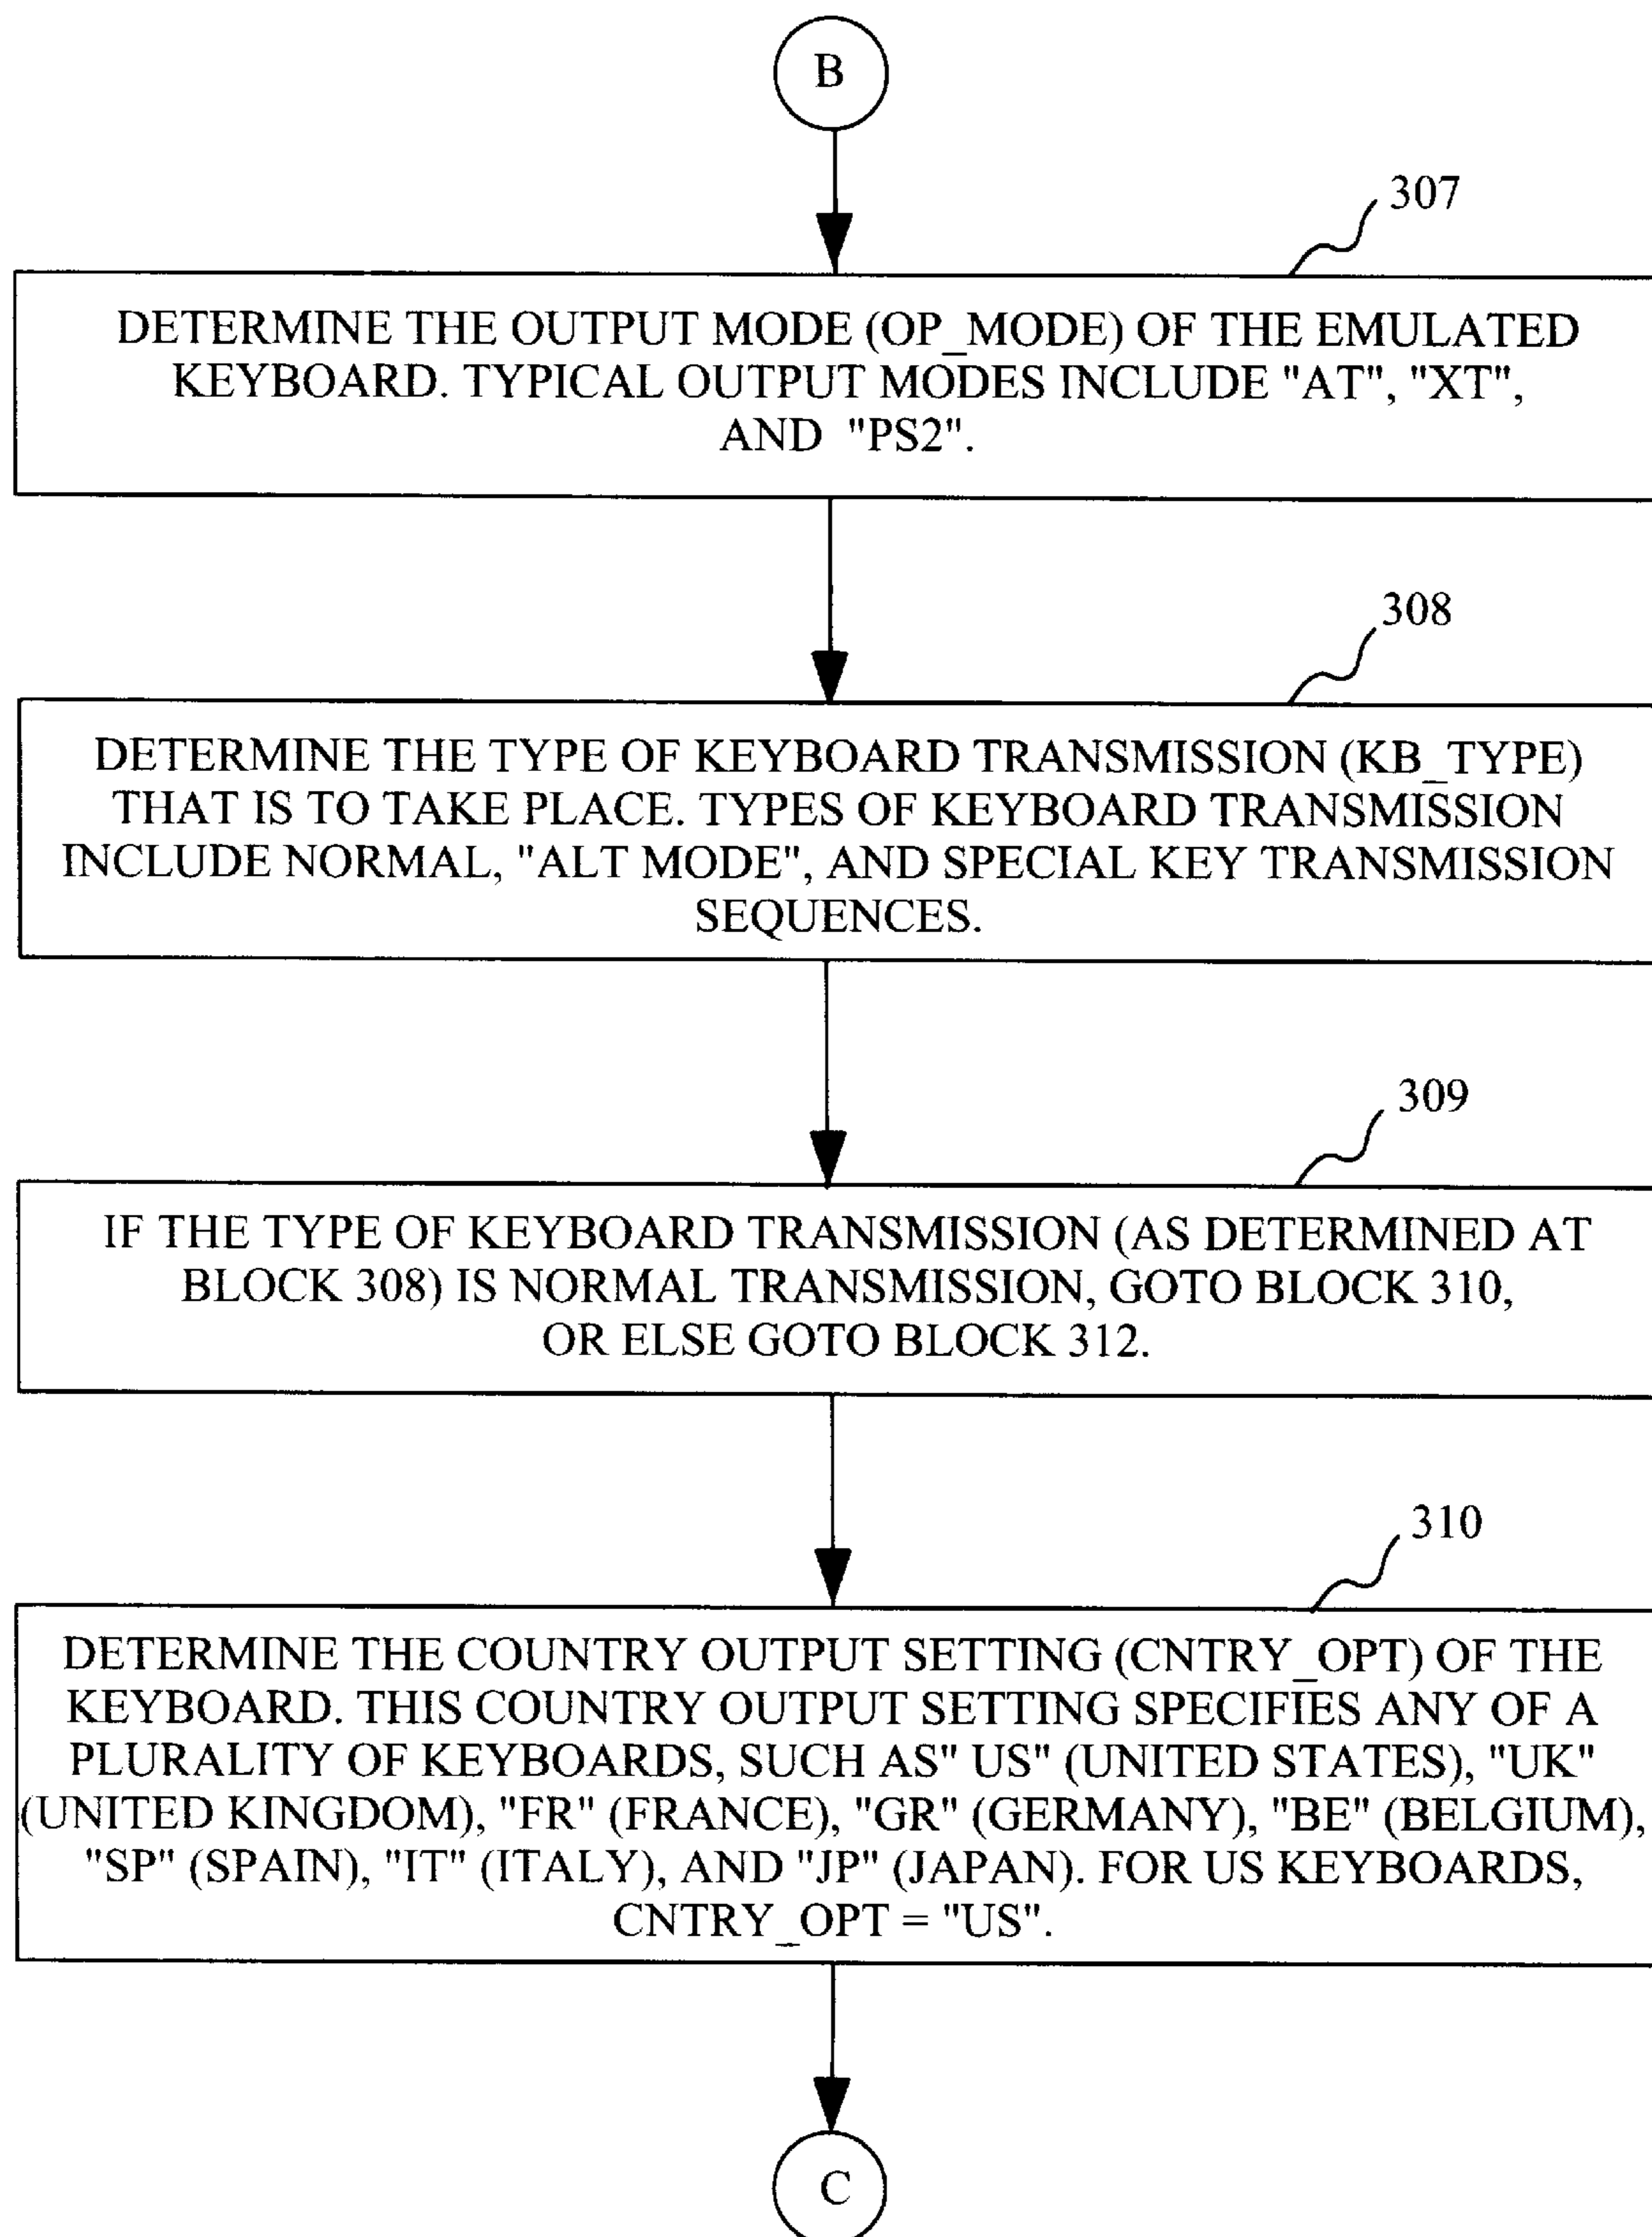 B
307
DETERMINE THE OUTPUT MODE (OP_MODE) OF THE EMULATED
KEYBOARD. TYPICAL OUTPUT MODES INCLUDE "AT", "XT",
AND "PS2".
308
DETERMINE THE TYPE OF KEYBOARD TRANSMISSION (KB_TYPE)
THAT IS TO TAKE PLACE. TYPES OF KEYBOARD TRANSMISSION
INCLUDE NORMAL, "ALT MODE", AND SPECIAL KEY TRANSMISSION
SEQUENCES.
309
IF THE TYPE OF KEYBOARD TRANSMISSION (AS DETERMINED AT
BLOCK 308) IS NORMAL TRANSMISSION, GOTO BLOCK 310,
OR ELSE GOTO BLOCK 312.
310
DETERMINE THE COUNTRY OUTPUT SETTING (CNTRY_OPT) OF THE
KEYBOARD. THIS COUNTRY OUTPUT SETTING SPECIFIES ANY OF A
PLURALITY OF KEYBOARDS, SUCH AS" US" (UNITED STATES), "UK"
(UNITED KINGDOM), "FR" (FRANCE), "GR" (GERMANY), "BE" (BELGIUM),
"SP" (SPAIN), "IT" (ITALY), AND "JP" (JAPAN). FOR US KEYBOARDS,
CNTRY_OPT = "US".
C